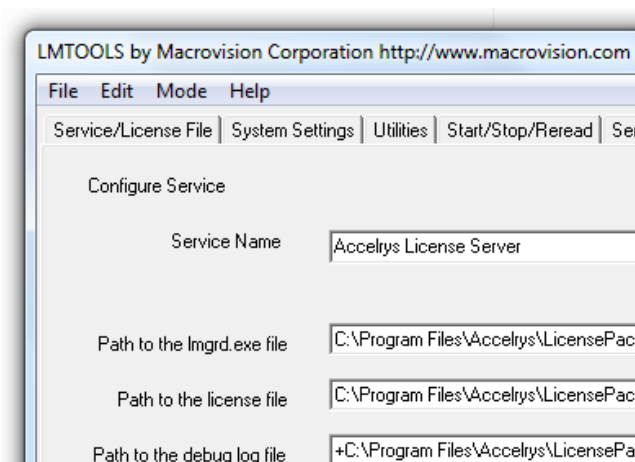 LMTOOLS by Macrovision Corporation http://www.macrovision.com
File Edit Mode Help
Service/License File System Settings Utilities Start/Stop/Reread Se
Configure Service
Service Name Accelrys License Server
Path to the lmgrd.exe file C:\Program Files\Accelrys\LicensePac
Path to the license file C:\Program Files\Accelrys\LicensePac
Path to the debug log file +C:\Program Files\Accelrys\LicensePa